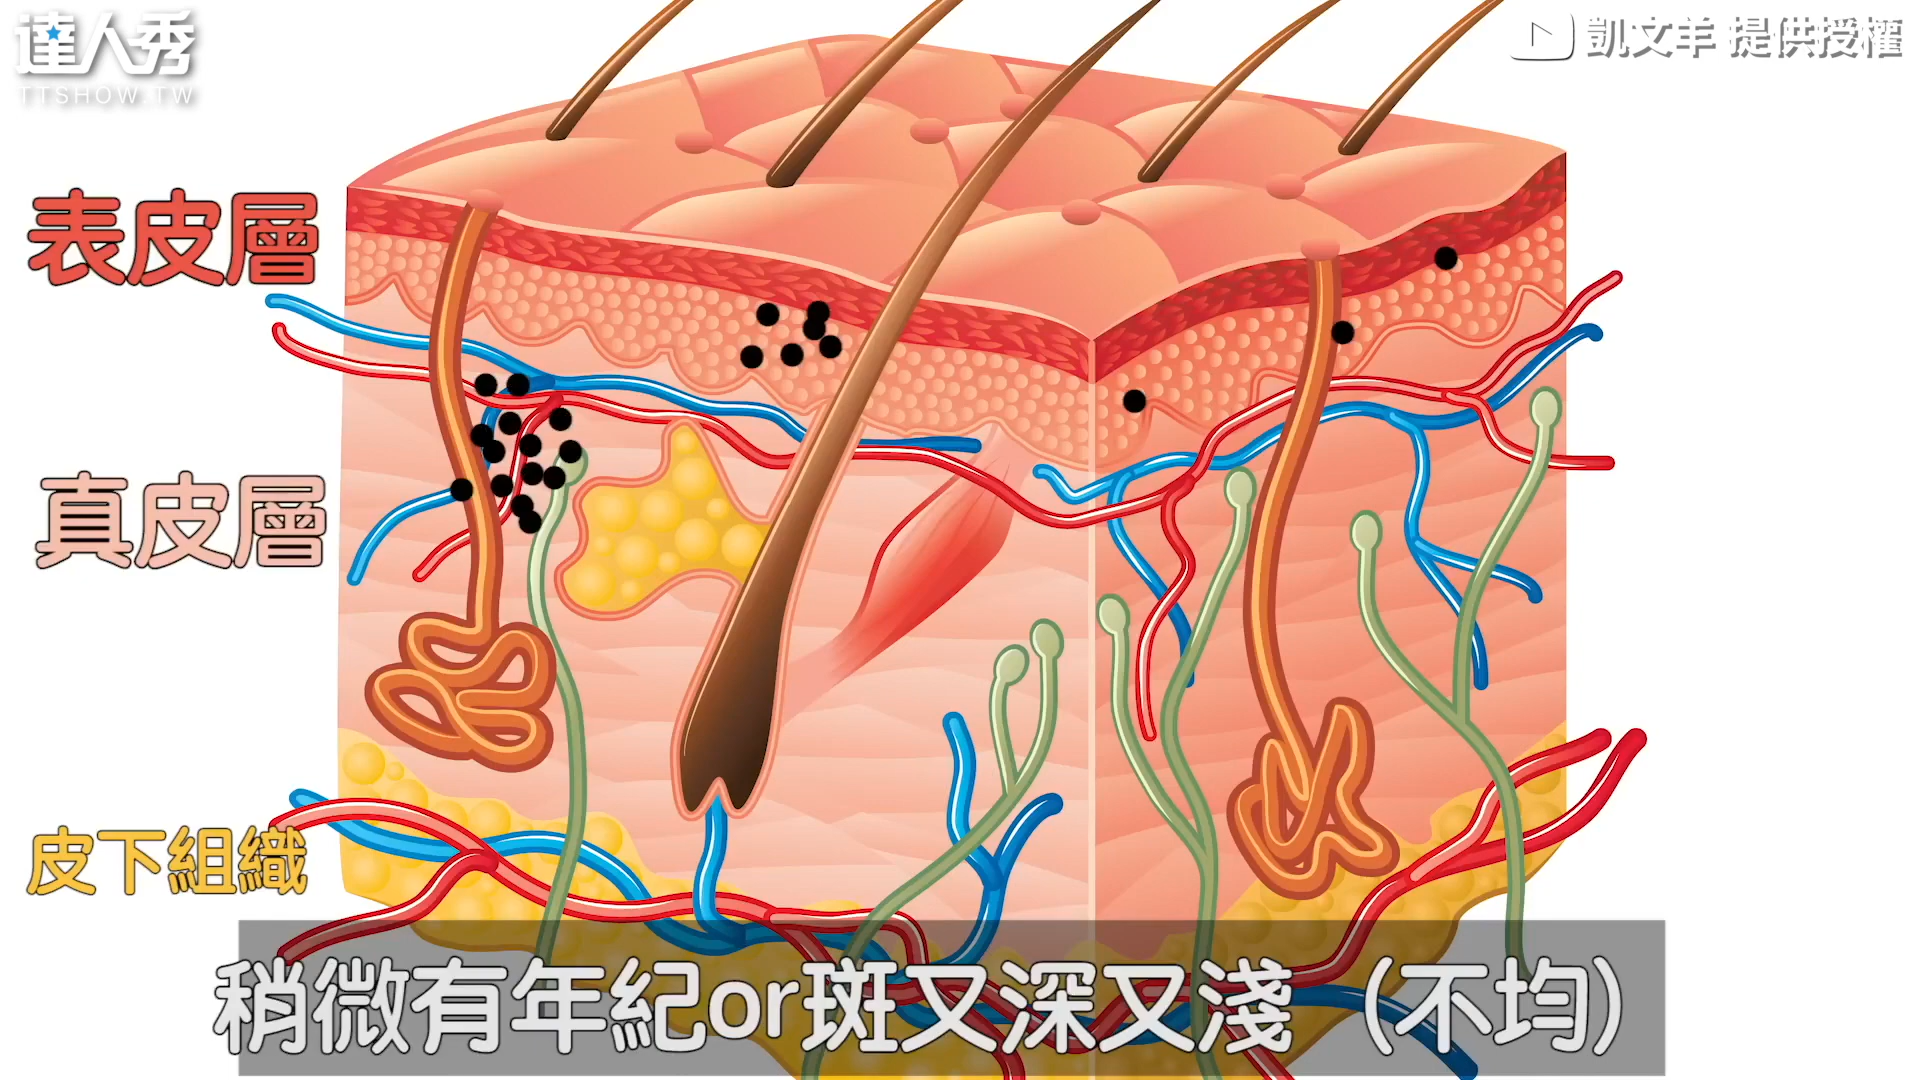 達人秀
TTSHOW.TW
凱文羊 提供授權
表皮層
真皮層
皮下組織
稍微有年紀or斑又深又淺（不均）